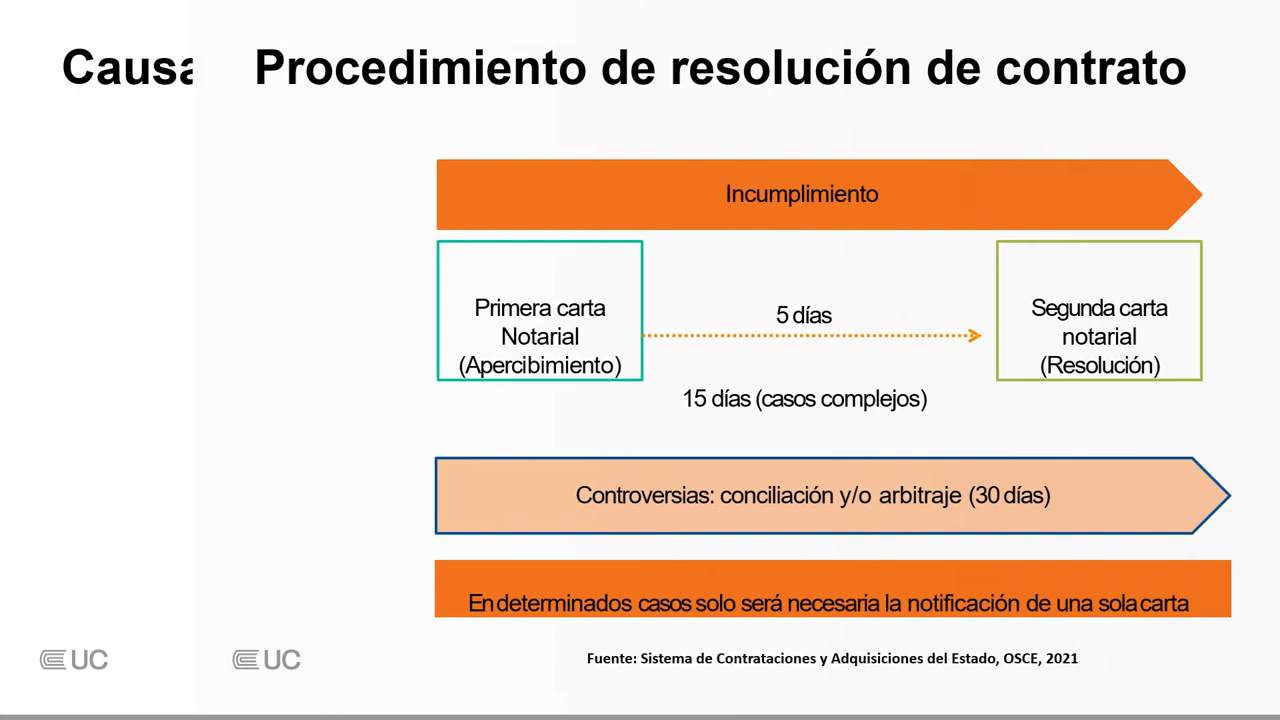 Causa
Procedimiento de resolución de contrato
Incumplimiento
Primera carta
Notarial
(Apercibimiento)
5 días
15 días (casos complejos)
Segunda carta
notarial
(Resolución)
Controversias: conciliación y/o arbitraje (30 días)
En determinados casos solo será necesaria la notificación de una sola carta
UC
UC
Fuente: Sistema de Contrataciones y Adquisiciones del Estado, OSCE, 2021